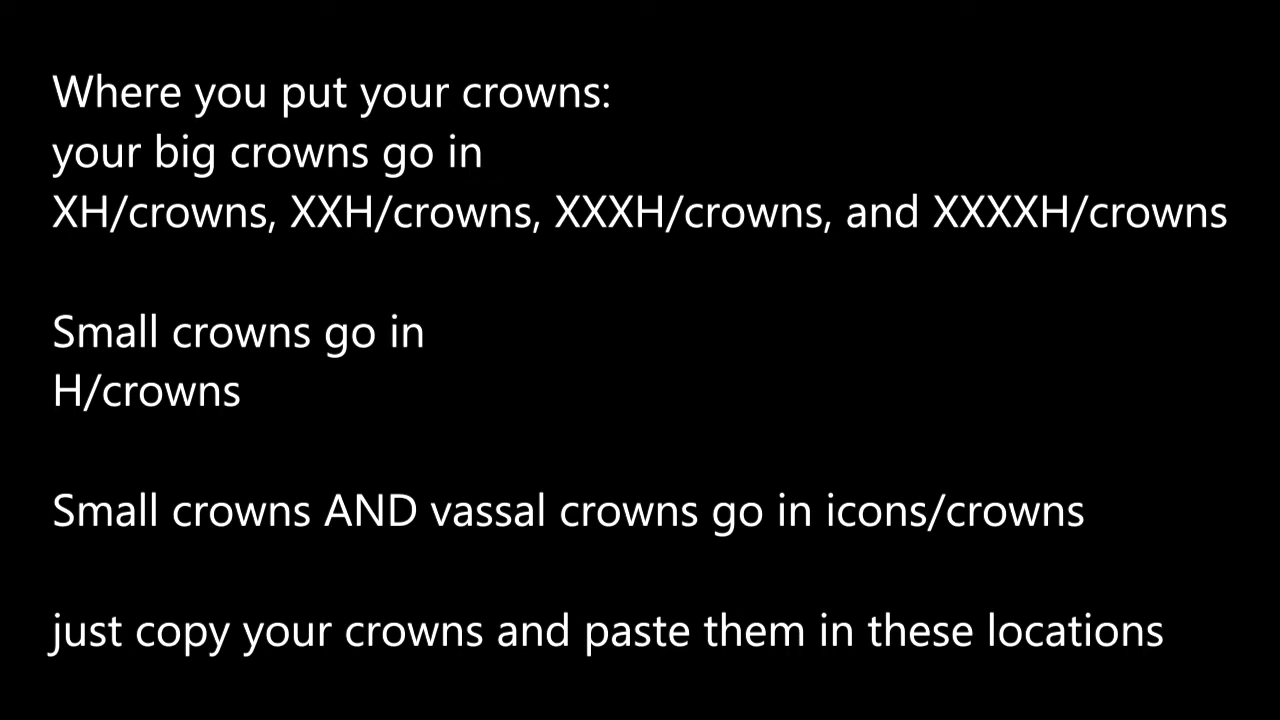 Where you put your crowns:
your big crowns go in
XH/crowns, XXH/crowns, XXXH/crowns, and XXXXH/crowns
Small crowns go in
H/crowns
Small crowns AND vassal crowns go in icons/crowns
just copy your crowns and paste them in these locations